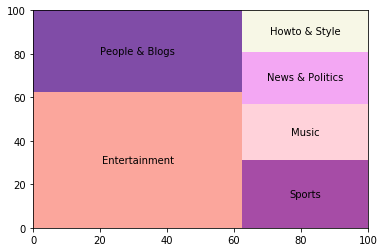 100
80
60
40
20
0
People & Blogs
Entertainment
Howto & Style
News & Politics
Music
Sports
0 20 40 60 80 100